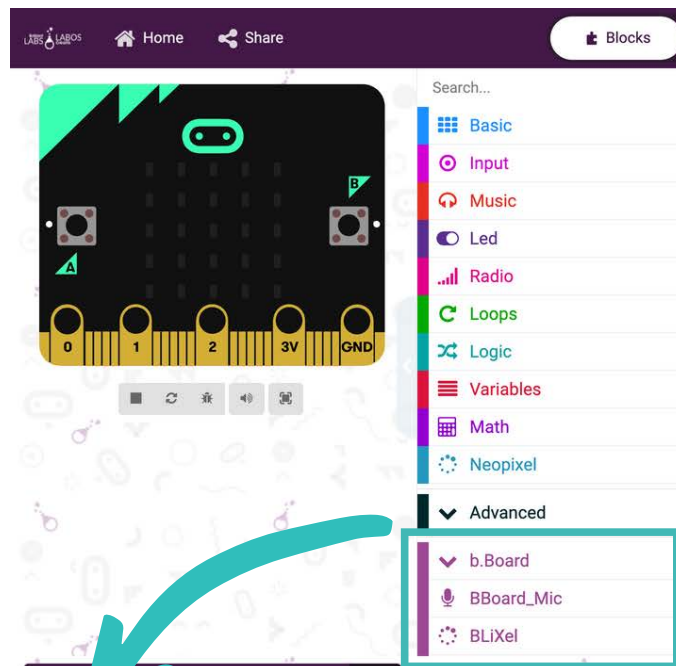 LABS LABOS
Home
Share
Blocks
Search...
Basic
Input
Music
Led
Radio
Loops
Logic
Variables
Math
Neopixel
Advanced
b.Board
BBoard_Mic
BLiXel
B
A
0
1
2
3V
GND